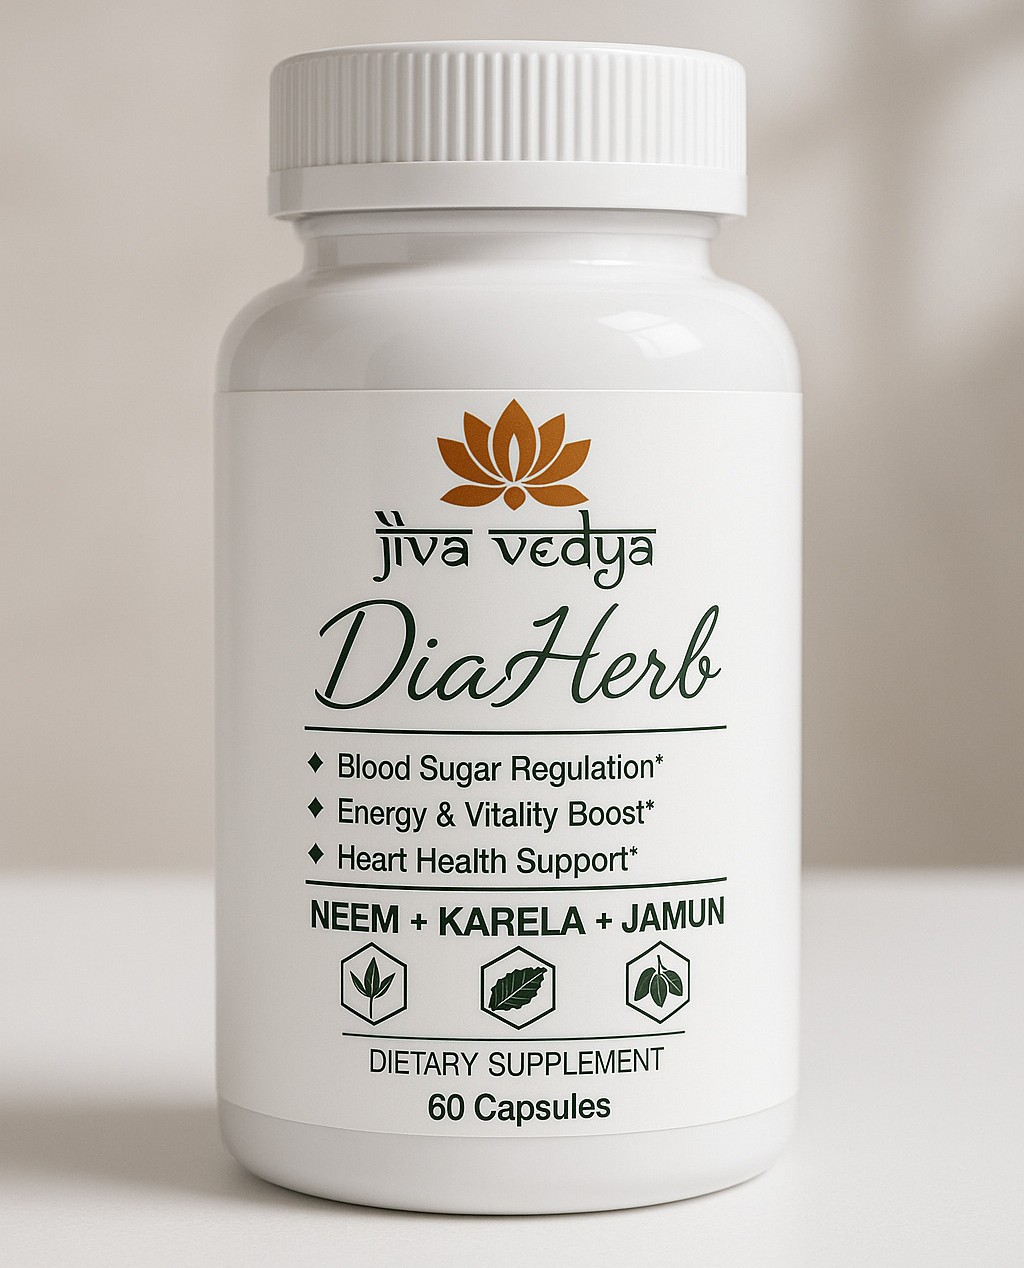 jiva vedya
DiaHerb
♦ Blood Sugar Regulation*
♦ Energy & Vitality Boost*
♦ Heart Health Support*
NEEM + KARELA + JAMUN
DIETARY SUPPLEMENT
60 Capsules